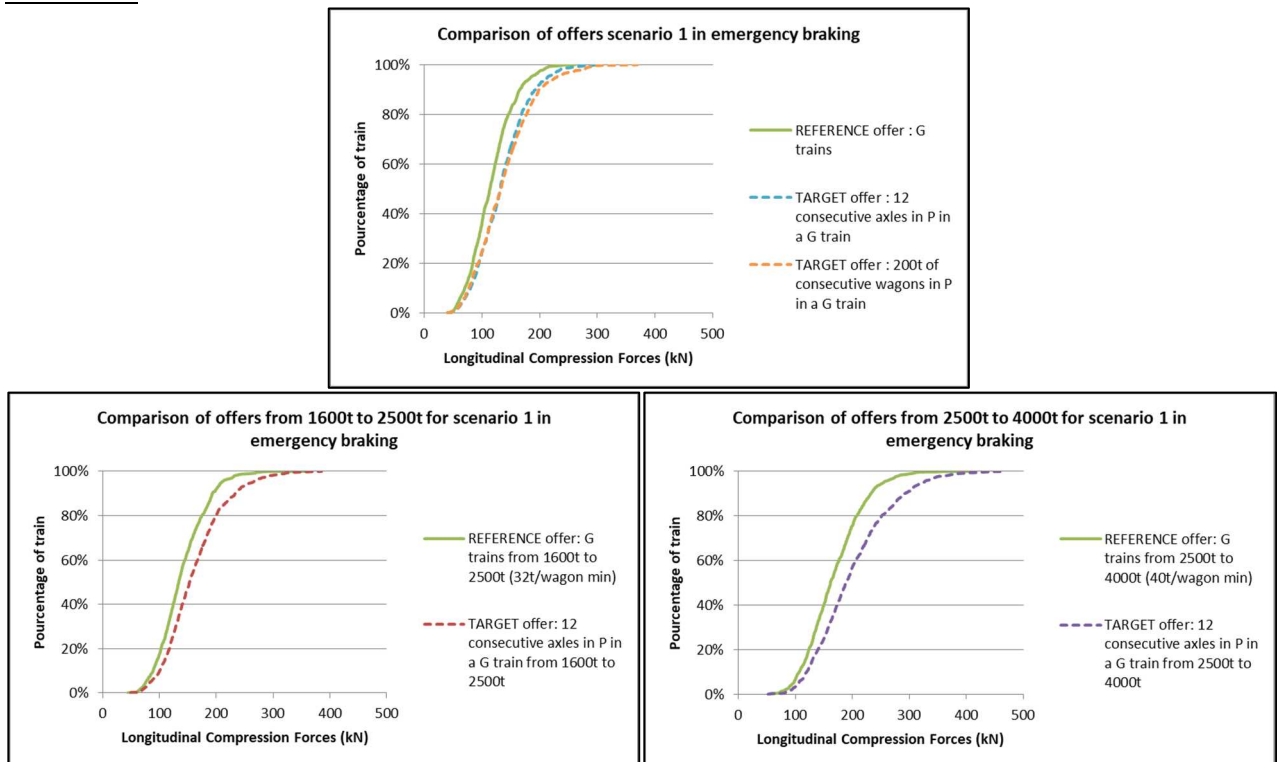 Comparison of offers scenario 1 in emergency braking
100%
80%
60%
40%
20%
0%
Pourcentage of train
0 100 200 300 400 500
Longitudinal Compression Forces (kN)
REFERENCE offer : G
trains
TARGET offer : 12
consecutive axles in P in
a G train
TARGET offer : 200t of
consecutive wagons in P
in a G train
Comparison of offers from 1600t to 2500t for scenario 1 in
emergency braking
100%
80%
60%
40%
20%
0%
Pourcentage of train
0 100 200 300 400 500
Longitudinal Compression Forces (kN)
REFERENCE offer: G
trains from 1600t to
2500t (32t/wagon min)
TARGET offer: 12
consecutive axles in P in
a G train from 1600t to
2500t
Comparison of offers from 2500t to 4000t for scenario 1 in
emergency braking
100%
80%
60%
40%
20%
0%
Pourcentage of train
0 100 200 300 400 500
Longitudinal Compression Forces (kN)
REFERENCE offer: G
trains from 2500t to
4000t (40t/wagon min)
TARGET offer: 12
consecutive axles in P in
a G train from 2500t to
4000t